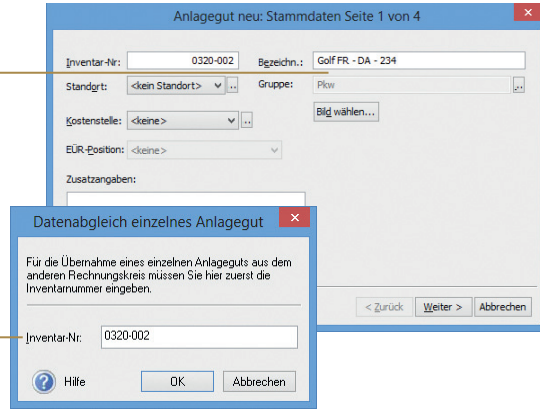 Anlagegut neu: Stammdaten Seite 1 von 4
Inventar-Nr: 0320-002 Bezeichn.: Golf FR - DA - 234
Standort: <kein Standort> .. Gruppe: Pkw ..
Kostenstelle: <keine> .. Bild wählen...
EÜR-Position: <keine>
Zusatzangaben:
< Zurück Weiter > Abbrechen
Datenabgleich einzelnes Anlagegut
Für die Übernahme eines einzelnen Anlageguts aus dem
anderen Rechnungskreis müssen Sie hier zuerst die
Inventarnummer eingeben.
Inventar-Nr: 0320-002
? Hilfe OK Abbrechen